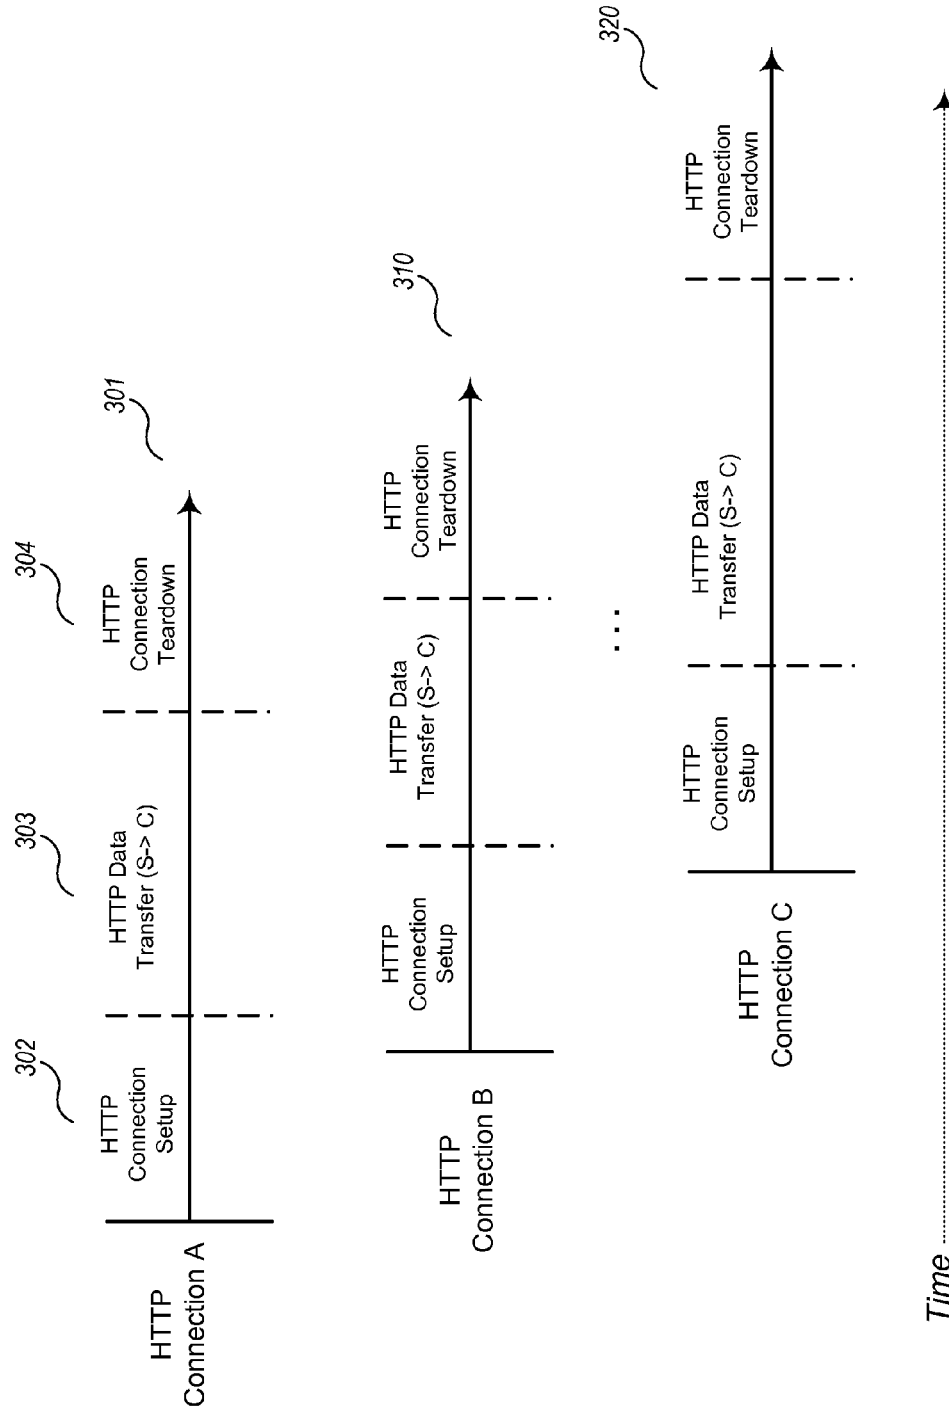 302
303
304
301
HTTP
Connection A
HTTP
Connection
Setup
HTTP Data
Transfer (S-> C)
HTTP
Connection
Teardown
310
HTTP
Connection B
HTTP
Connection
Setup
HTTP Data
Transfer (S-> C)
HTTP
Connection
Teardown
...
320
HTTP
Connection C
HTTP
Connection
Setup
HTTP Data
Transfer (S-> C)
HTTP
Connection
Teardown
Time